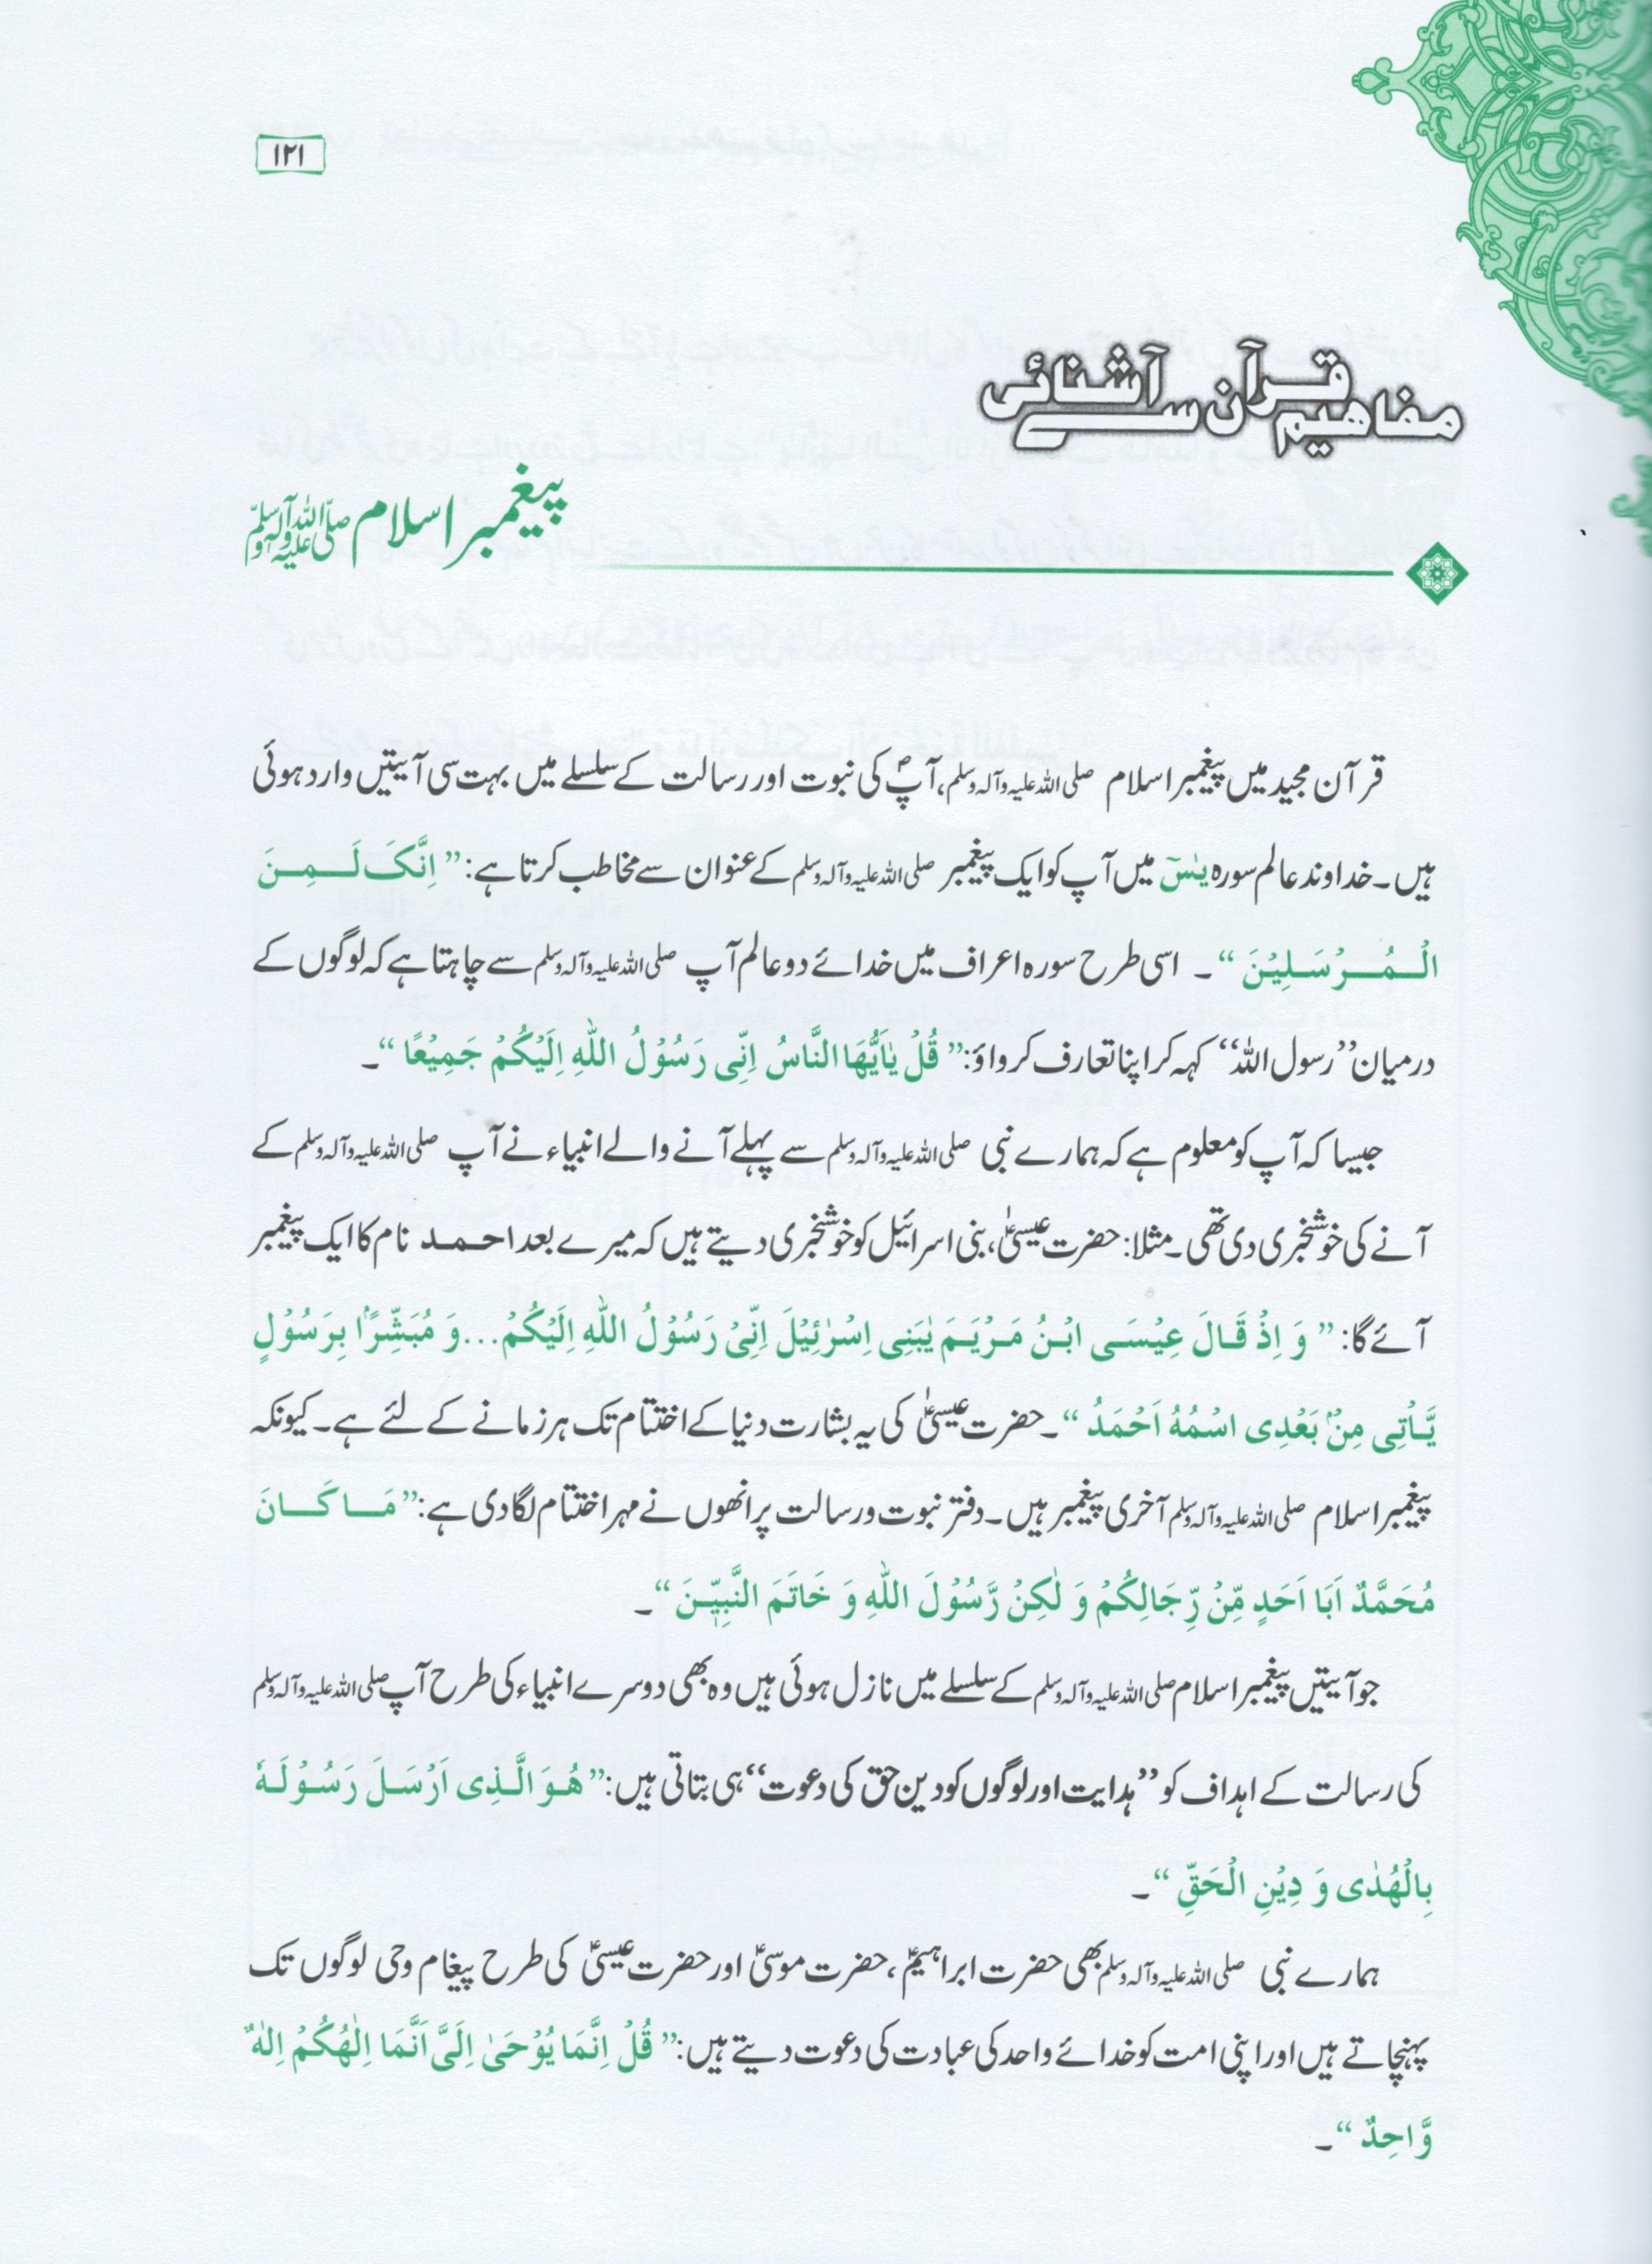 ۱۲۱
مفاهیم قرآن سے آشنائی
پیغمبر اسلام صلی اللہ علیہ وآلہ وسلم
قرآن مجید میں پیغمبر اسلام صلی اللہ علیہ وآلہ وسلم، آپؐ کی نبوت اور رسالت کے سلسلے میں بہت سی آیتیں وارد ہوئی
ہیں۔ خداوند عالم سورہ یٰسٓ میں آپ کو ایک پیغمبر صلی اللہ علیہ وآلہ وسلم کے عنوان سے مخاطب کرتا ہے: ”اِنَّکَ لَـمِـنَ
الْـمُـرْسَلِیْنَ“۔ اسی طرح سورہ اعراف میں خدائے دو عالم آپ صلی اللہ علیہ وآلہ وسلم سے چاہتا ہے کہ لوگوں کے
درمیان ”رسول اللہ“ کہہ کر اپنا تعارف کرواؤ: ”قُلْ یٰاَیُّهَا النَّاسُ اِنِّی رَسُوْلُ اللّٰهِ اِلَیْکُمْ جَمِیْعًا“۔
جیسا کہ آپ کو معلوم ہے کہ ہمارے نبی صلی اللہ علیہ وآلہ وسلم سے پہلے آنے والے انبیاء نے آپ صلی اللہ علیہ وآلہ وسلم کے
آنے کی خوشخبری دی تھی۔ مثلا: حضرت عیسیٰؑ، بنی اسرائیل کو خوشخبری دیتے ہیں کہ میرے بعد احمد نام کا ایک پیغمبر
آئے گا: ”وَ اِذْ قَالَ عِیْسَی ابْنُ مَرْیَمَ یٰبَنِی اِسْرٰئِیْلَ اِنِّیْ رَسُوْلُ اللّٰهِ اِلَیْکُمْ...وَ مُبَشِّرًۢا بِرَسُوْلٍ
یَّاْتِی مِنْۢ بَعْدِی اسْمُهُ اَحْمَدُ“۔ حضرت عیسیٰؑ کی یہ بشارت دنیا کے اختتام تک ہر زمانے کے لئے ہے۔ کیونکہ
پیغمبر اسلام صلی اللہ علیہ وآلہ وسلم آخری پیغمبر ہیں۔ دفتر نبوت و رسالت پر انھوں نے مہر اختتام لگا دی ہے: ”مَـا کَـانَ
مُحَمَّدٌ اَبَا اَحَدٍ مِّنْ رِّجَالِکُمْ وَ لٰکِنْ رَّسُوْلَ اللّٰهِ وَ خَاتَمَ النَّبِیّٖنَ“۔
جو آیتیں پیغمبر اسلام صلی اللہ علیہ وآلہ وسلم کے سلسلے میں نازل ہوئی ہیں وہ بھی دوسرے انبیاء کی طرح آپ صلی اللہ علیہ وآلہ وسلم
کی رسالت کے اہداف کو ”ہدایت اور لوگوں کو دین حق کی دعوت“ ہی بتاتی ہیں: ”هُوَ الَّذِی اَرْسَلَ رَسُوْلَهٗ
بِالْهُدٰی وَ دِیْنِ الْحَقِّ“۔
ہمارے نبی صلی اللہ علیہ وآلہ وسلم بھی حضرت ابراہیمؑ، حضرت موسیٰؑ اور حضرت عیسیٰؑ کی طرح پیغام وحی لوگوں تک
پہنچاتے ہیں اور اپنی امت کو خدائے واحد کی عبادت کی دعوت دیتے ہیں: ”قُلْ اِنَّمَا یُوْحَیٰ اِلَیَّ اَنَّمَا اِلٰهُکُمْ اِلٰهٌ
وَّاحِدٌ“۔